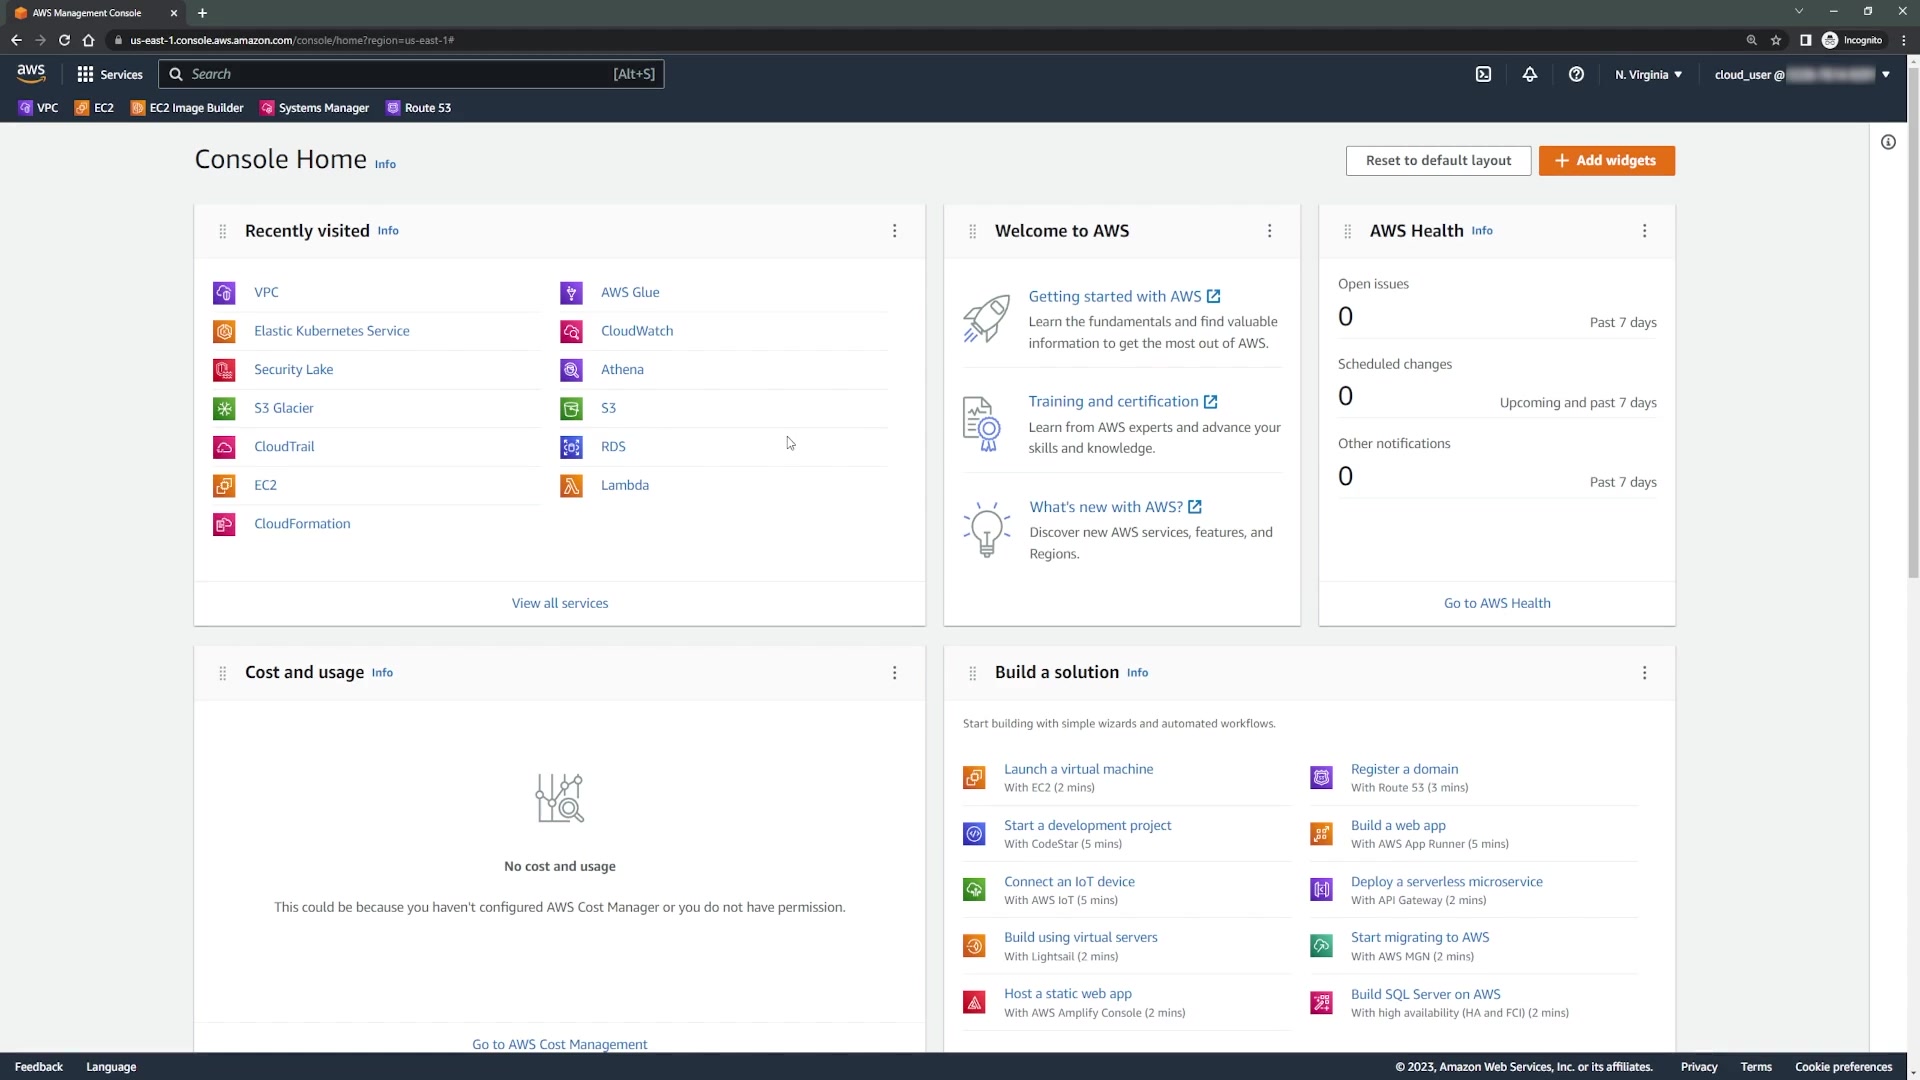 AWS Management Console
us-east-1.console.aws.amazon.com/console/home?region=us-east-1#
Incognito
aws
Services
Search
[Alt+S]
N. Virginia
cloud_user @
VPC
EC2
EC2 Image Builder
Systems Manager
Route 53
Console Home Info
Reset to default layout
Add widgets
Recently visited Info
VPC
Elastic Kubernetes Service
Security Lake
S3 Glacier
CloudTrail
EC2
CloudFormation
AWS Glue
CloudWatch
Athena
S3
RDS
Lambda
View all services
Welcome to AWS
Getting started with AWS
Learn the fundamentals and find valuable
information to get the most out of AWS.
Training and certification
Learn from AWS experts and advance your
skills and knowledge.
What's new with AWS?
Discover new AWS services, features, and
Regions.
AWS Health Info
Open issues
0
Past 7 days
Scheduled changes
0
Upcoming and past 7 days
Other notifications
0
Past 7 days
Go to AWS Health
Cost and usage Info
No cost and usage
This could be because you haven't configured AWS Cost Manager or you do not have permission.
Go to AWS Cost Management
Build a solution Info
Start building with simple wizards and automated workflows.
Launch a virtual machine
With EC2 (2 mins)
Start a development project
With CodeStar (5 mins)
Connect an IoT device
With AWS IoT (5 mins)
Build using virtual servers
With Lightsail (2 mins)
Host a static web app
With AWS Amplify Console (2 mins)
Register a domain
With Route 53 (3 mins)
Build a web app
With AWS App Runner (5 mins)
Deploy a serverless microservice
With API Gateway (2 mins)
Start migrating to AWS
With AWS MGN (2 mins)
Build SQL Server on AWS
With high availability (HA and FCI) (2 mins)
Feedback
Language
© 2023, Amazon Web Services, Inc. or its affiliates.
Privacy
Terms
Cookie preferences